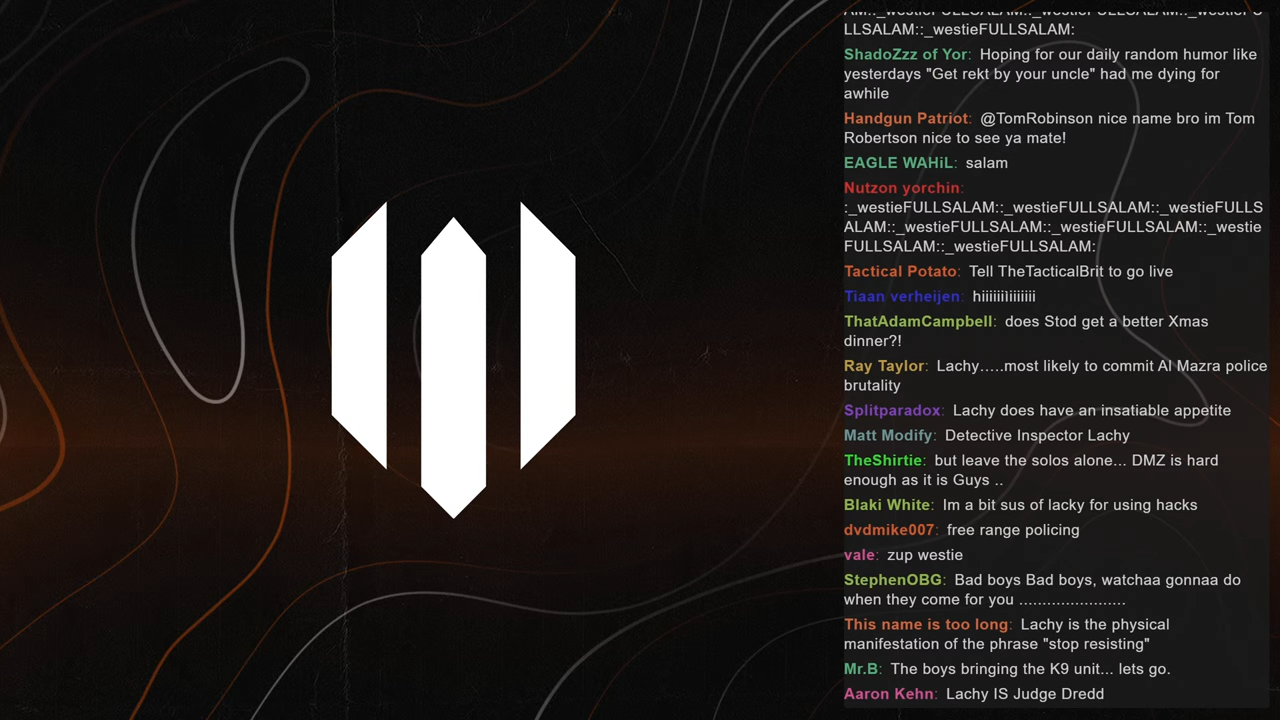 LLSALAM::_westieFULLSALAM:
ShadoZzz of Yor: Hoping for our daily random humor like
yesterdays "Get rekt by your uncle" had me dying for
awhile
Handgun Patriot: @TomRobinson nice name bro im Tom
Robertson nice to see ya mate!
EAGLE WAHiL: salam
Nutzon yorchin:
:_westieFULLSALAM::_westieFULLSALAM::_westieFULLS
ALAM::_westieFULLSALAM::_westieFULLSALAM::_westie
FULLSALAM::_westieFULLSALAM:
Tactical Potato: Tell TheTacticalBrit to go live
Tiaan verheijen: hiiiiiiliiiiiii
ThatAdamCampbell: does Stod get a better Xmas
dinner?!
Ray Taylor: Lachy…..most likely to commit Al Mazra police
brutality
Splitparadox: Lachy does have an insatiable appetite
Matt Modify: Detective Inspector Lachy
TheShirtie: but leave the solos alone... DMZ is hard
enough as it is Guys ..
Blaki White: Im a bit sus of lacky for using hacks
dvdmike007: free range policing
vale: zup westie
StephenOBG: Bad boys Bad boys, watchaa gonnaa do
when they come for you .......................
This name is too long: Lachy is the physical
manifestation of the phrase "stop resisting"
Mr.B: The boys bringing the K9 unit... lets go.
Aaron Kehn: Lachy IS Judge Dredd